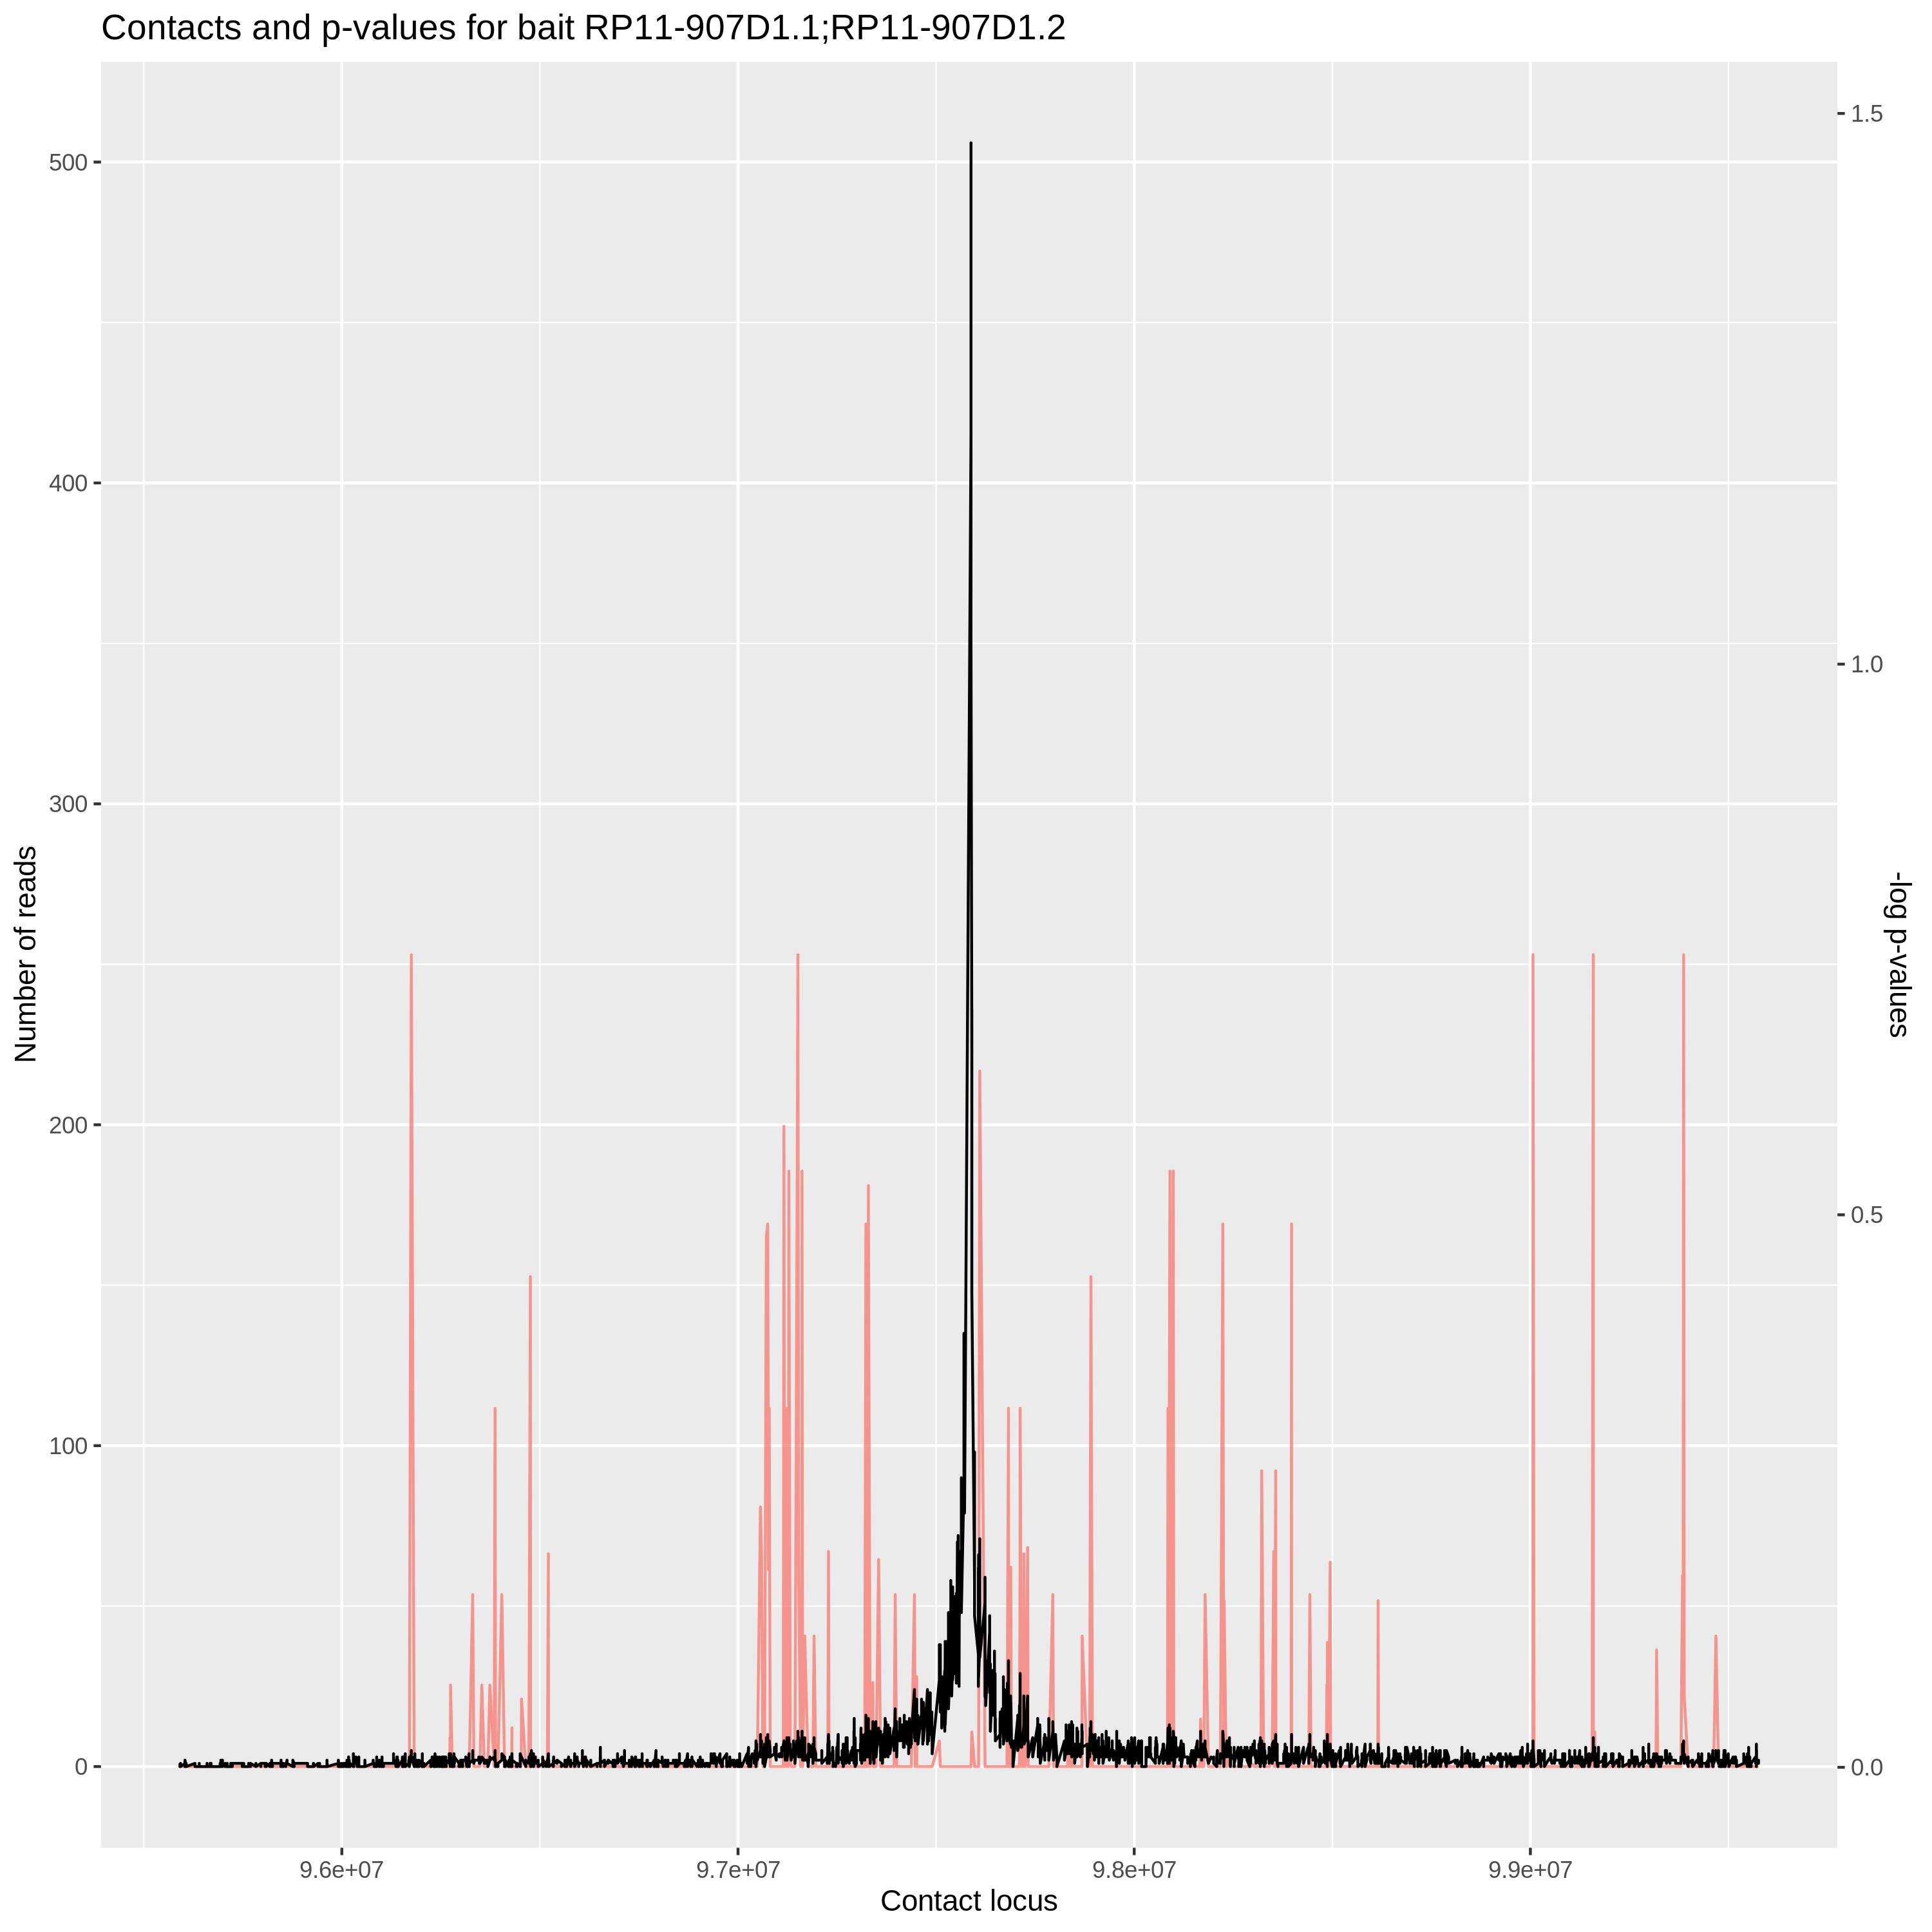 Contacts and p-values for bait RP11-907D1.1;RP11-907D1.2
500
400
300
200
100
0
Number of reads
1.5
1.0
0.5
0.0
-log p-values
9.6e+07 9.7e+07 9.8e+07 9.9e+07
Contact locus